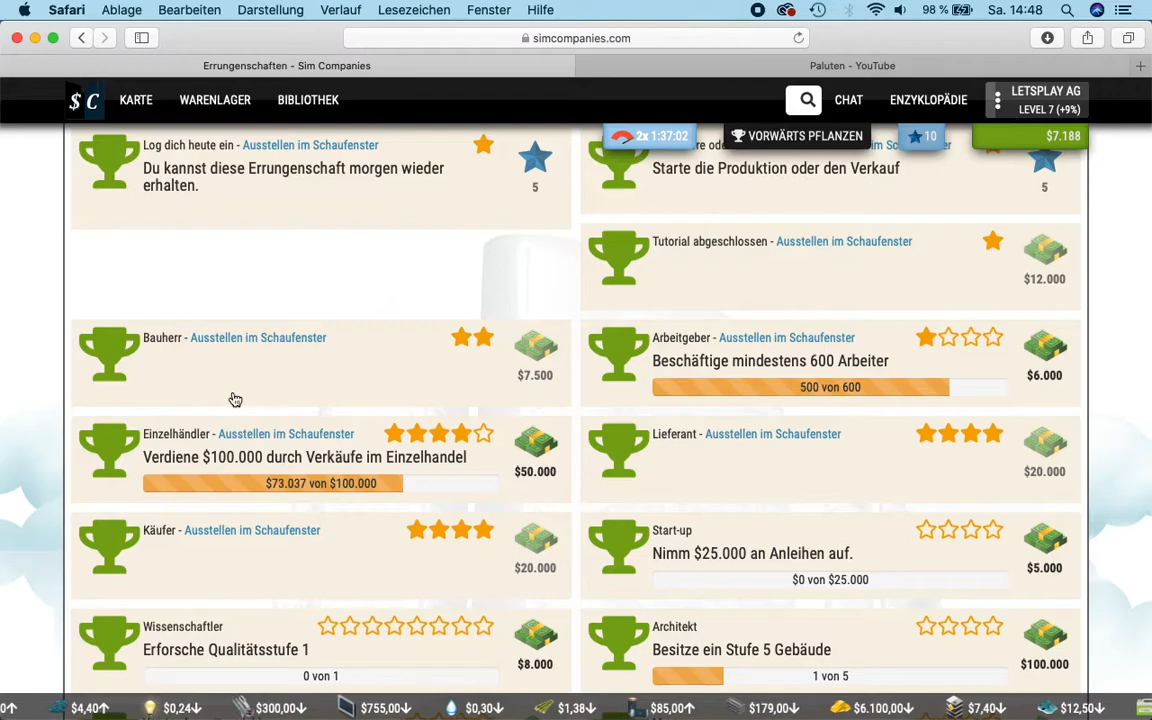 Safari Ablage Bearbeiten Darstellung Verlauf Lesezeichen Fenster Hilfe 98 % Sa. 14:48
simcompanies.com
Errungenschaften – Sim Companies Paluten – YouTube
$ C KARTE WARENLAGER BIBLIOTHEK CHAT ENZYKLOPÄDIE LETSPLAY AG
LEVEL 7 (+9%)
2x 1:37:02 VORWÄRTS PFLANZEN 10 $7.188
Log dich heute ein - Ausstellen im Schaufenster
Du kannst diese Errungenschaft morgen wieder
erhalten.
5
Starte die Produktion oder den Verkauf
5
Tutorial abgeschlossen - Ausstellen im Schaufenster
$12.000
Bauherr - Ausstellen im Schaufenster
$7.500
Arbeitgeber - Ausstellen im Schaufenster
Beschäftige mindestens 600 Arbeiter
500 von 600
$6.000
Einzelhändler - Ausstellen im Schaufenster
Verdiene $100.000 durch Verkäufe im Einzelhandel
$73.037 von $100.000
$50.000
Lieferant - Ausstellen im Schaufenster
$20.000
Käufer - Ausstellen im Schaufenster
$20.000
Start-up
Nimm $25.000 an Anleihen auf.
$0 von $25.000
$5.000
Wissenschaftler
Erforsche Qualitätsstufe 1
0 von 1
$8.000
Architekt
Besitze ein Stufe 5 Gebäude
1 von 5
$100.000
$4,40↑ $0,24↓ $300,00↓ $755,00↓ $0,30↓ $1,38↓ $85,00↑ $179,00↓ $6.100,00↓ $7,40↓ $12,50↓